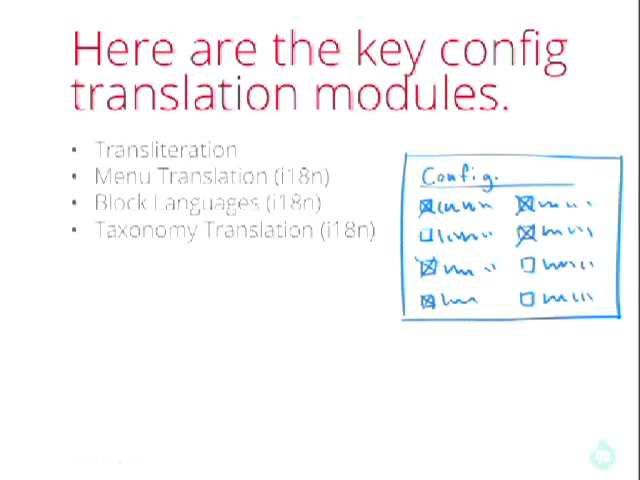 Here are the key config
translation modules.
• Transliteration
• Menu Translation (i18n)
• Block Languages (i18n)
• Taxonomy Translation (i18n)
Config.